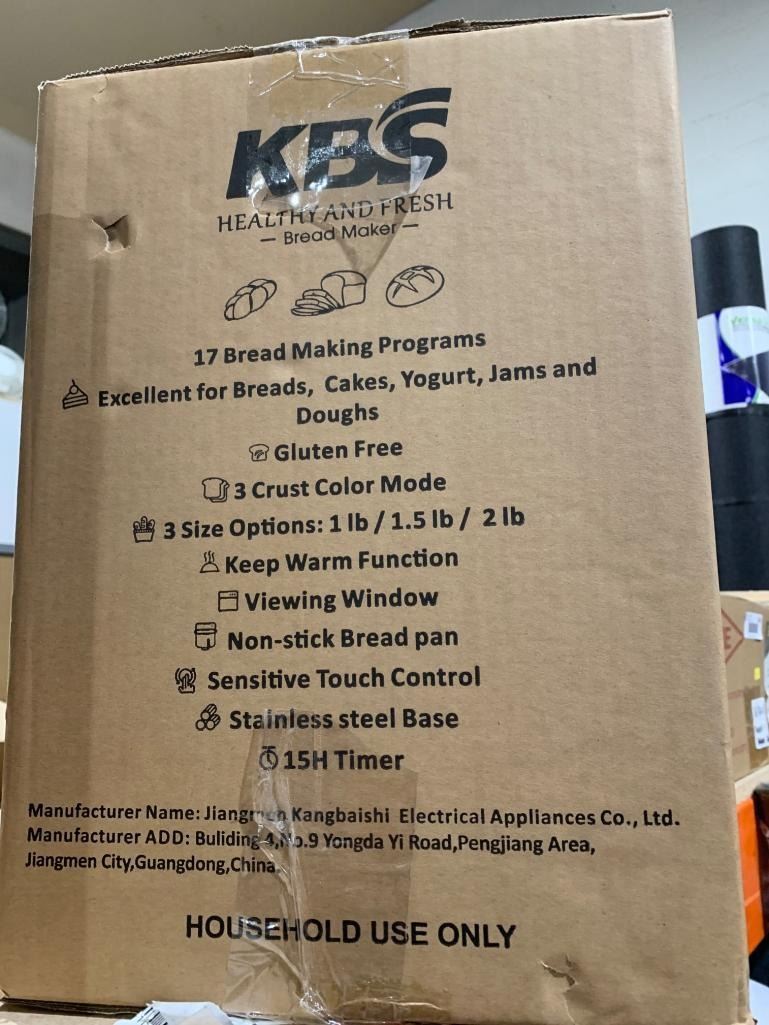 KBS
HEALTHY AND FRESH
— Bread Maker —
17 Bread Making Programs
Excellent for Breads, Cakes, Yogurt, Jams and
Doughs
Gluten Free
3 Crust Color Mode
3 Size Options: 1 lb / 1.5 lb / 2 lb
Keep Warm Function
Viewing Window
Non-stick Bread pan
Sensitive Touch Control
Stainless steel Base
15H Timer
Manufacturer Name: Jiangmen Kangbaishi Electrical Appliances Co., Ltd.
Manufacturer ADD: Buliding 4,No.9 Yongda Yi Road,Pengjiang Area,
Jiangmen City,Guangdong,China.
HOUSEHOLD USE ONLY